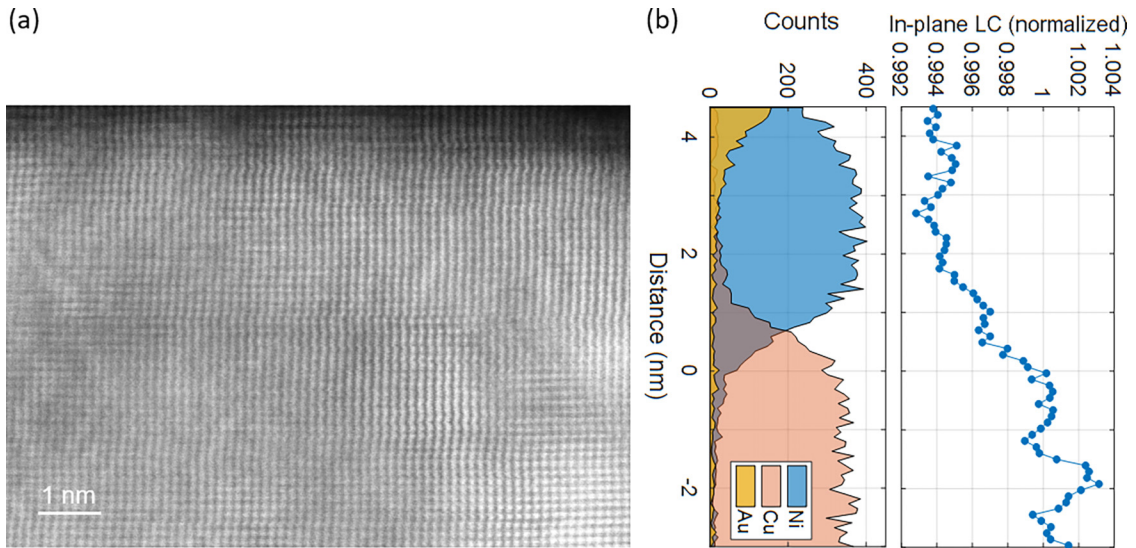 (a)
1 nm
(b)
Counts
0
200
400
In-plane LC (normalized)
0.992
0.994
0.996
0.998
1
1.002
1.004
4
2
0
-2
Distance (nm)
Ni
Cu
Au